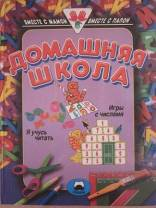 ВМЕСТЕ С МАМОЙ ВМЕСТЕ С ПАПОЙ
ДОМАШНЯЯ
ШКОЛА
Игры
с числами
Я учусь
читать